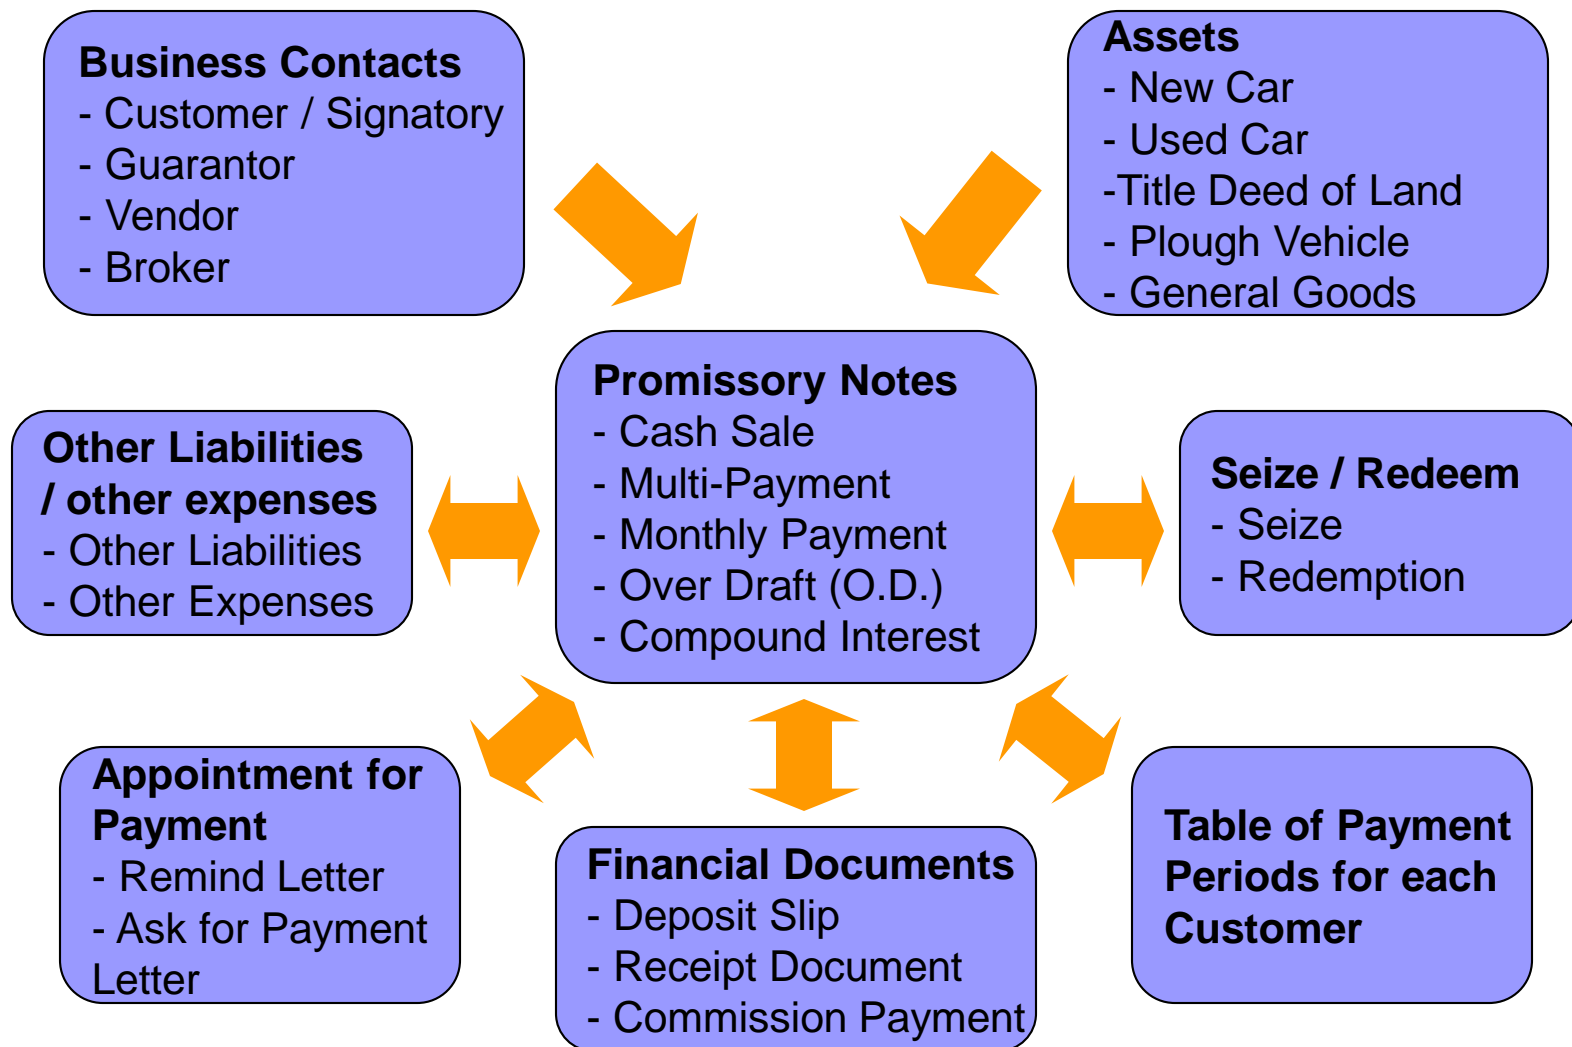 Business Contacts
- Customer / Signatory
- Guarantor
- Vendor
- Broker
Assets
- New Car
- Used Car
-Title Deed of Land
- Plough Vehicle
- General Goods
Promissory Notes
- Cash Sale
- Multi-Payment
- Monthly Payment
- Over Draft (O.D.)
- Compound Interest
Other Liabilities
/ other expenses
- Other Liabilities
- Other Expenses
Seize / Redeem
- Seize
- Redemption
Appointment for
Payment
- Remind Letter
- Ask for Payment
Letter
Financial Documents
- Deposit Slip
- Receipt Document
- Commission Payment
Table of Payment
Periods for each
Customer